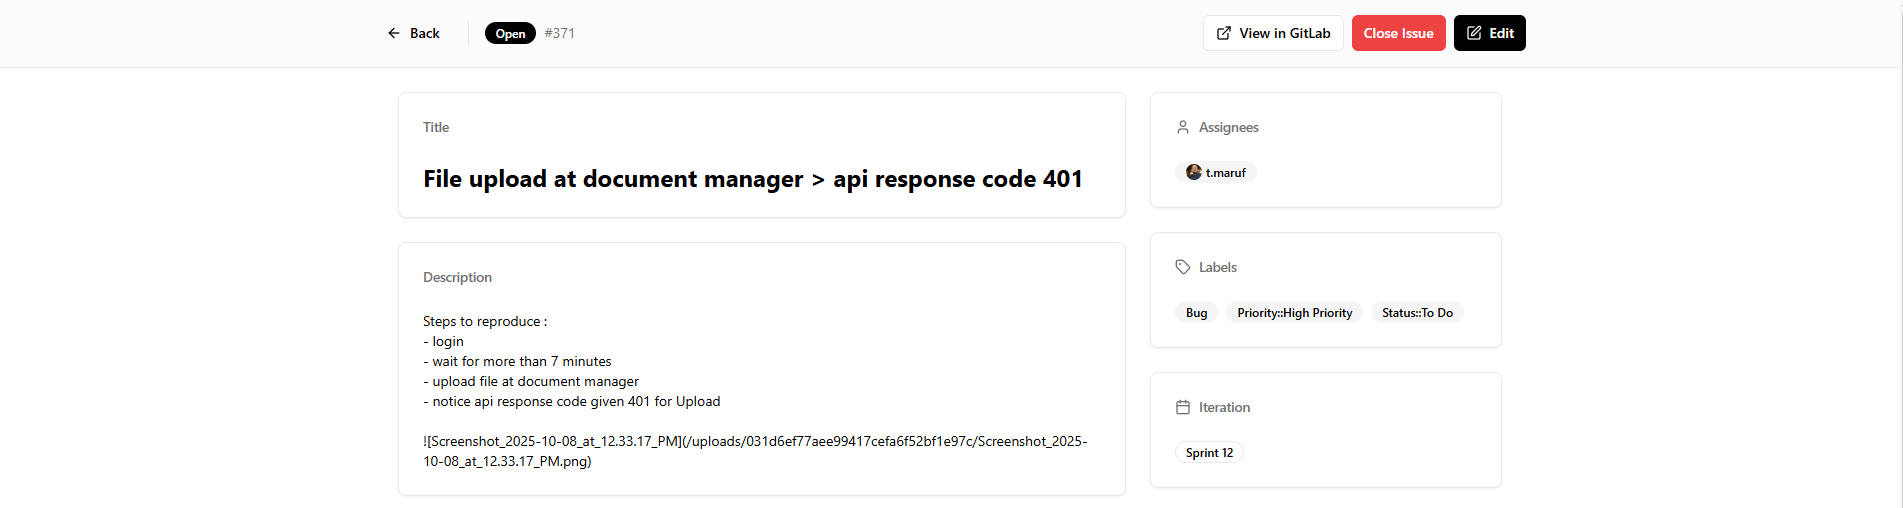 Back
Open #371
View in GitLab
Close Issue
Edit
Title
File upload at document manager > api response code 401
Description
Steps to reproduce :
- login
- wait for more than 7 minutes
- upload file at document manager
- notice api response code given 401 for Upload
![Screenshot_2025-10-08_at_12.33.17_PM](/uploads/031d6ef77aee99417cefa6f52bf1e97c/Screenshot_2025-
10-08_at_12.33.17_PM.png)
Assignees
t.maruf
Labels
Bug Priority::High Priority Status::To Do
Iteration
Sprint 12